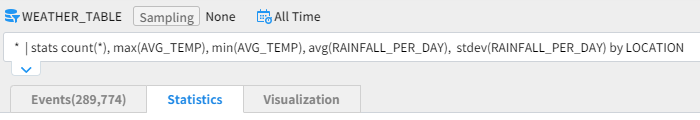 WEATHER_TABLE Sampling None All Time
* | stats count(*), max(AVG_TEMP), min(AVG_TEMP), avg(RAINFALL_PER_DAY), stdev(RAINFALL_PER_DAY) by LOCATION
Events(289,774) Statistics Visualization